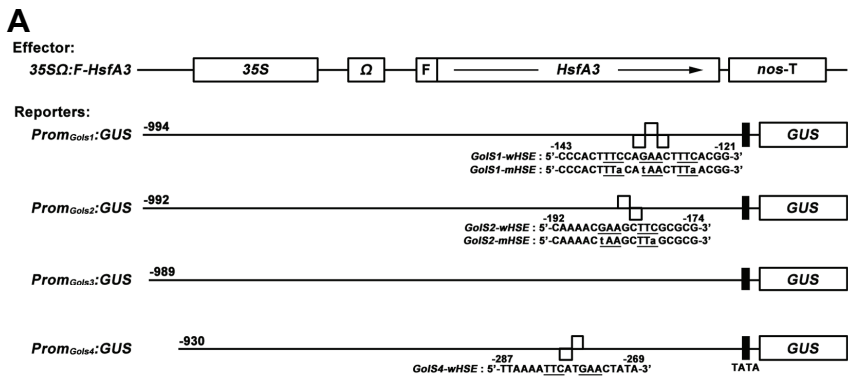 A
Effector:
35SΩ:F-HsfA3 35S Ω F HsfA3 nos-T
Reporters:
PromGols1:GUS -994 GUS
-143 -121
GolS1-wHSE : 5'-CCCACTTTCCAGAACTTTCACGG-3'
GolS1-mHSE : 5'-CCCACTTTaCAtAACTTTaACGG-3'
PromGols2:GUS -992 GUS
-192 -174
GolS2-wHSE : 5'-CAAAACGAAGCTTCGCGCG-3'
GolS2-mHSE : 5'-CAAAACtAAGCTTaGCGCG-3'
PromGols3:GUS -989 GUS
PromGols4:GUS -930 GUS
-287 -269 TATA
GolS4-wHSE : 5'-TTAAAATTCATGAACTATA-3'